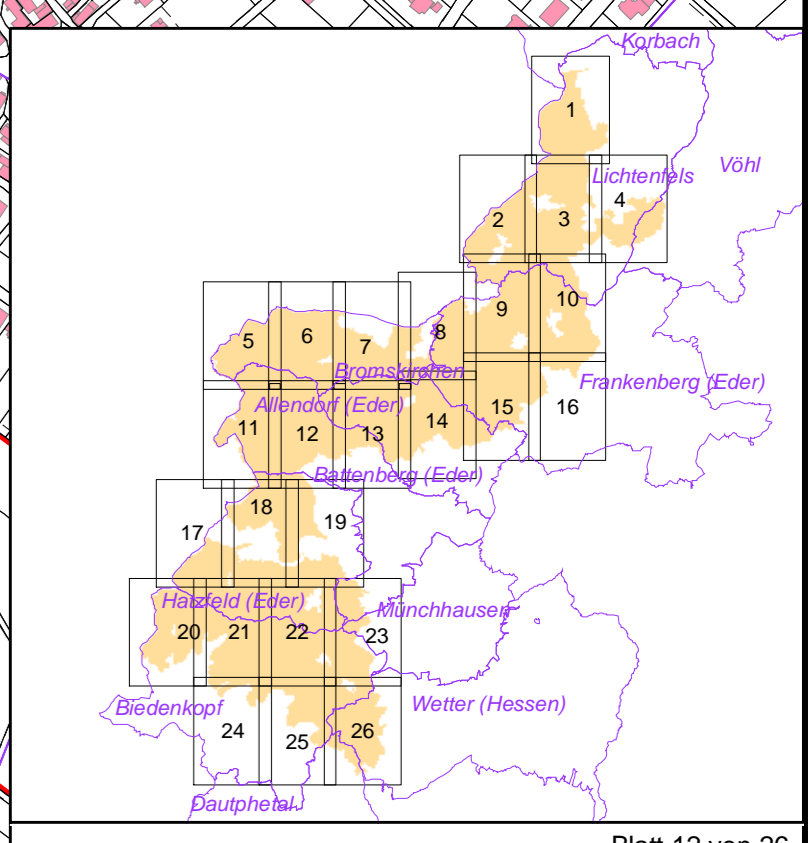 Korbach
1
Vöhl
Lichtenfels
4
2
3
10
9
8
6
5
7
Bromskirchen
Frankenberg (Eder)
Allendorf (Eder)
16
15
14
11
12
13
Battenberg (Eder)
18
19
17
Hatzfeld (Eder)
Münchhausen
20
21
22
23
Wetter (Hessen)
Biedenkopf
24
25
26
Dautphetal
Blatt 12 von 26